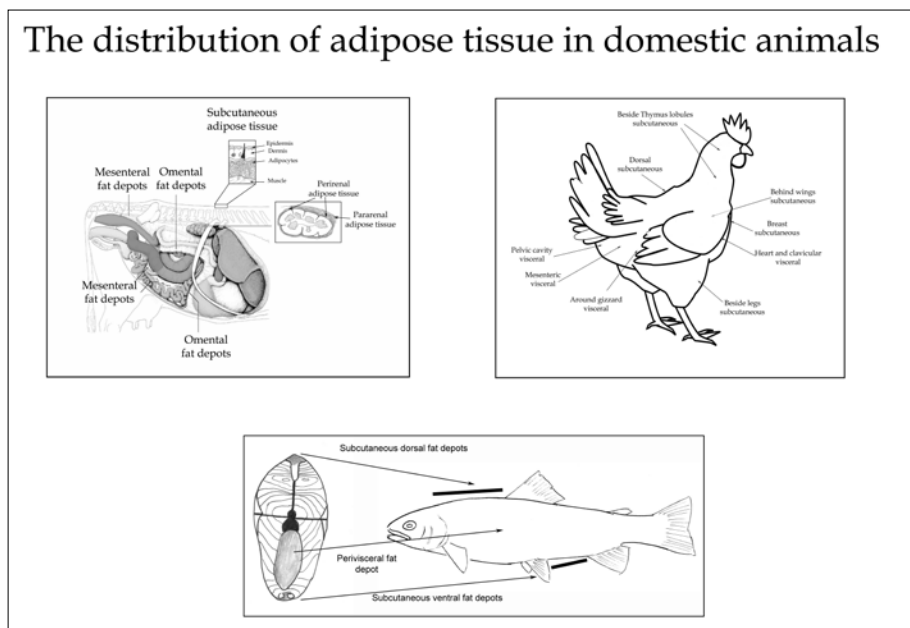 The distribution of adipose tissue in domestic animals
Subcutaneous
adipose tissue
Epidermis
Dermis
Adipocytes
Muscle
Mesenteral
fat depots
Omental
fat depots
Perirenal
adipose tissue
Pararenal
adipose tissue
Mesenteral
fat depots
Omental
fat depots
Beside Thymus lobules
subcutaneous
Dorsal
subcutaneous
Behind wings
subcutaneous
Breast
subcutaneous
Heart and clavicular
visceral
Pelvic cavity
visceral
Mesenteric
visceral
Around gizzard
visceral
Beside legs
subcutaneous
Subcutaneous dorsal fat depots
Perivisceral fat
depot
Subcutaneous ventral fat depots